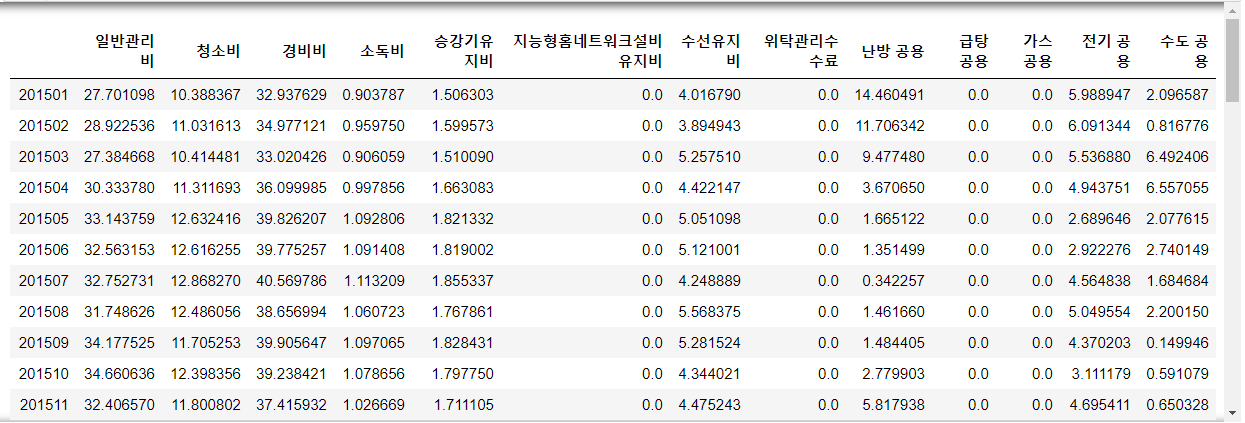 일반관리비 청소비 경비비 소독비 승강기유지비 지능형홈네트워크설비유지비 수선유지비 위탁관리수수료 난방 공용 급탕 공용 가스 공용 전기 공용 수도 공용
201501 27.701098 10.388367 32.937629 0.903787 1.506303 0.0 4.016790 0.0 14.460491 0.0 0.0 5.988947 2.096587
201502 28.922536 11.031613 34.977121 0.959750 1.599573 0.0 3.894943 0.0 11.706342 0.0 0.0 6.091344 0.816776
201503 27.384668 10.414481 33.020426 0.906059 1.510090 0.0 5.257510 0.0 9.477480 0.0 0.0 5.536880 6.492406
201504 30.333780 11.311693 36.099985 0.997856 1.663083 0.0 4.422147 0.0 3.670650 0.0 0.0 4.943751 6.557055
201505 33.143759 12.632416 39.826207 1.092806 1.821332 0.0 5.051098 0.0 1.665122 0.0 0.0 2.689646 2.077615
201506 32.563153 12.616255 39.775257 1.091408 1.819002 0.0 5.121001 0.0 1.351499 0.0 0.0 2.922276 2.740149
201507 32.752731 12.868270 40.569786 1.113209 1.855337 0.0 4.248889 0.0 0.342257 0.0 0.0 4.564838 1.684684
201508 31.748626 12.486056 38.656994 1.060723 1.767861 0.0 5.568375 0.0 1.461660 0.0 0.0 5.049554 2.200150
201509 34.177525 11.705253 39.905647 1.097065 1.828431 0.0 5.281524 0.0 1.484405 0.0 0.0 4.370203 0.149946
201510 34.660636 12.398356 39.238421 1.078656 1.797750 0.0 4.344021 0.0 2.779903 0.0 0.0 3.111179 0.591079
201511 32.406570 11.800802 37.415932 1.026669 1.711105 0.0 4.475243 0.0 5.817938 0.0 0.0 4.695411 0.650328